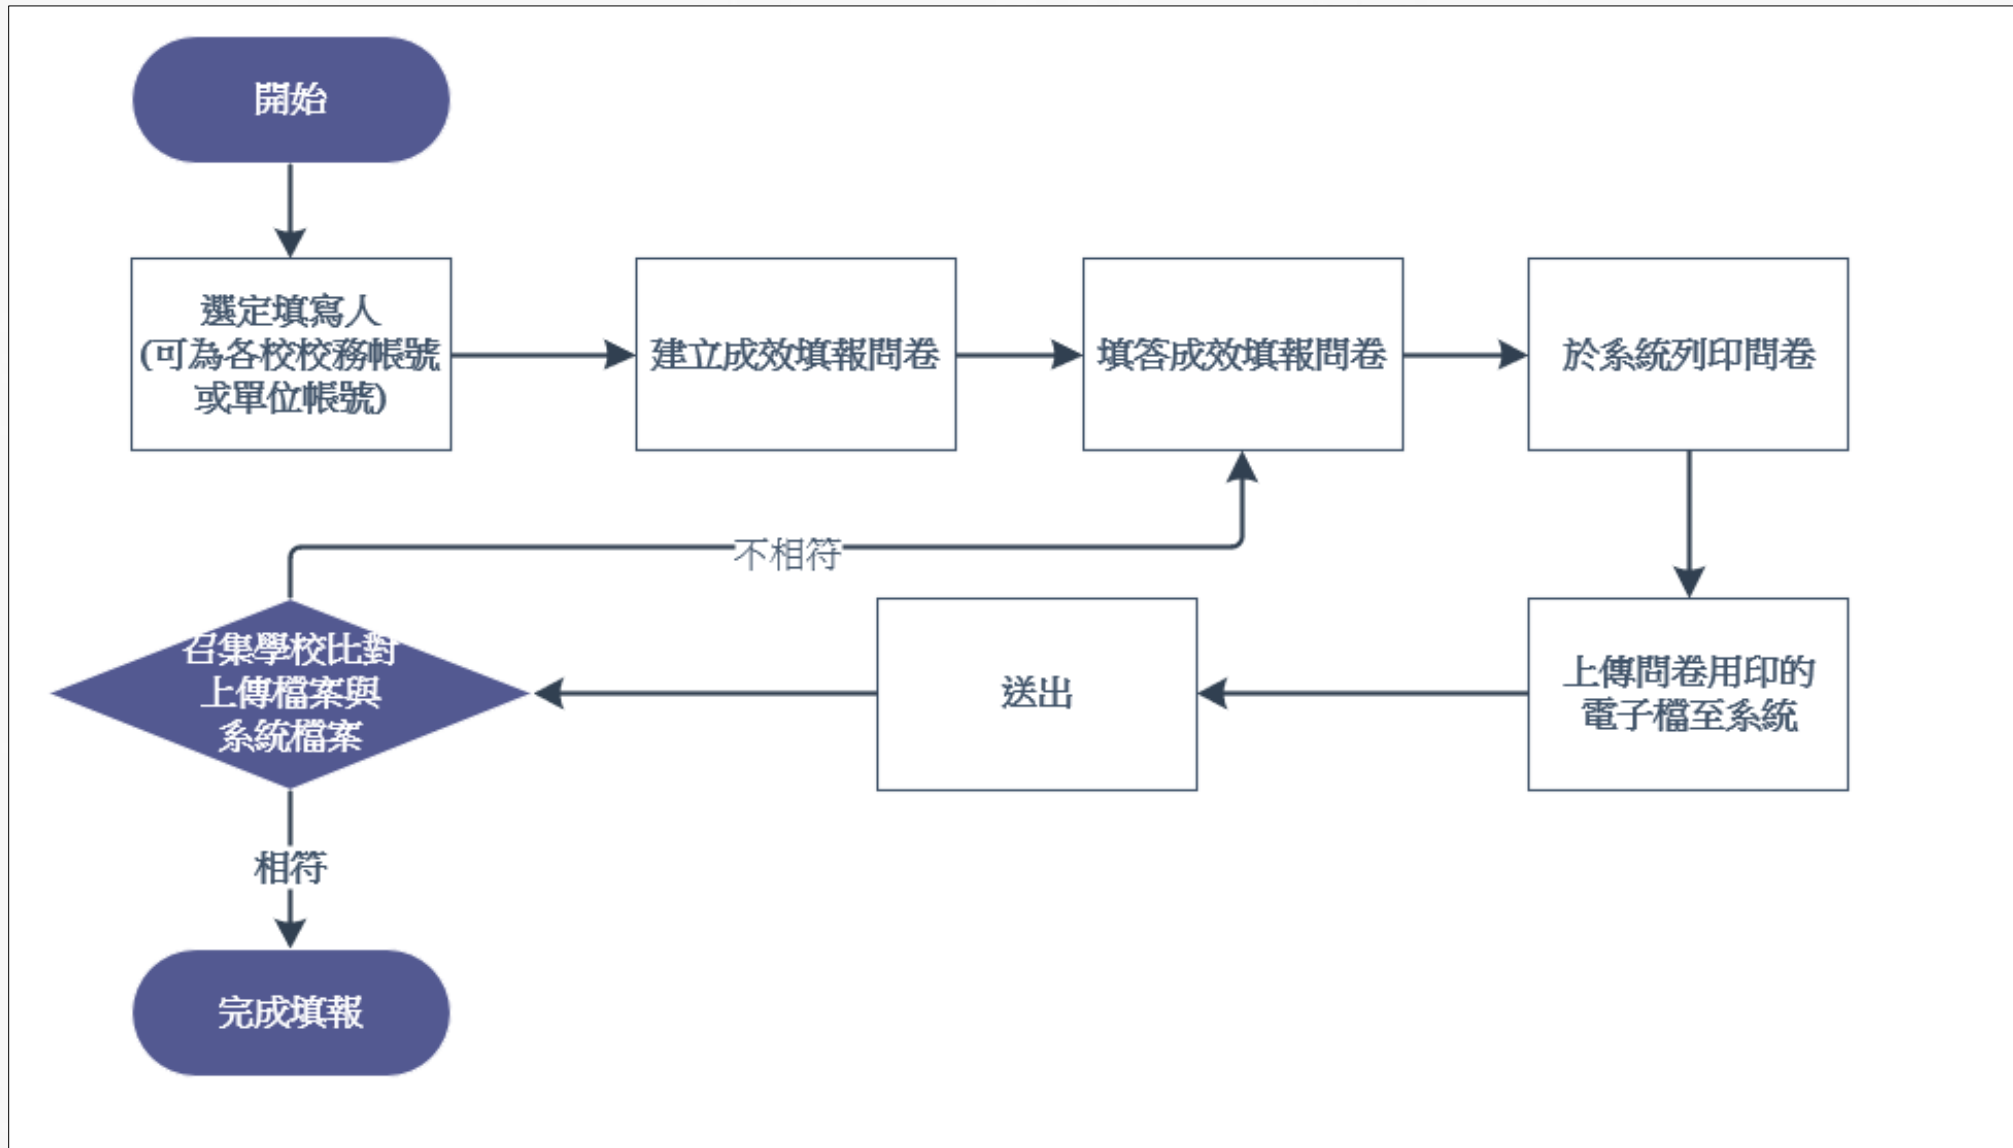 開始
選定填寫人
(可為各校校務帳號
或單位帳號)
建立成效填報問卷
填答成效填報問卷
於系統列印問卷
不相符
召集學校比對
上傳檔案與
系統檔案
送出
上傳問卷用印的
電子檔至系統
相符
完成填報